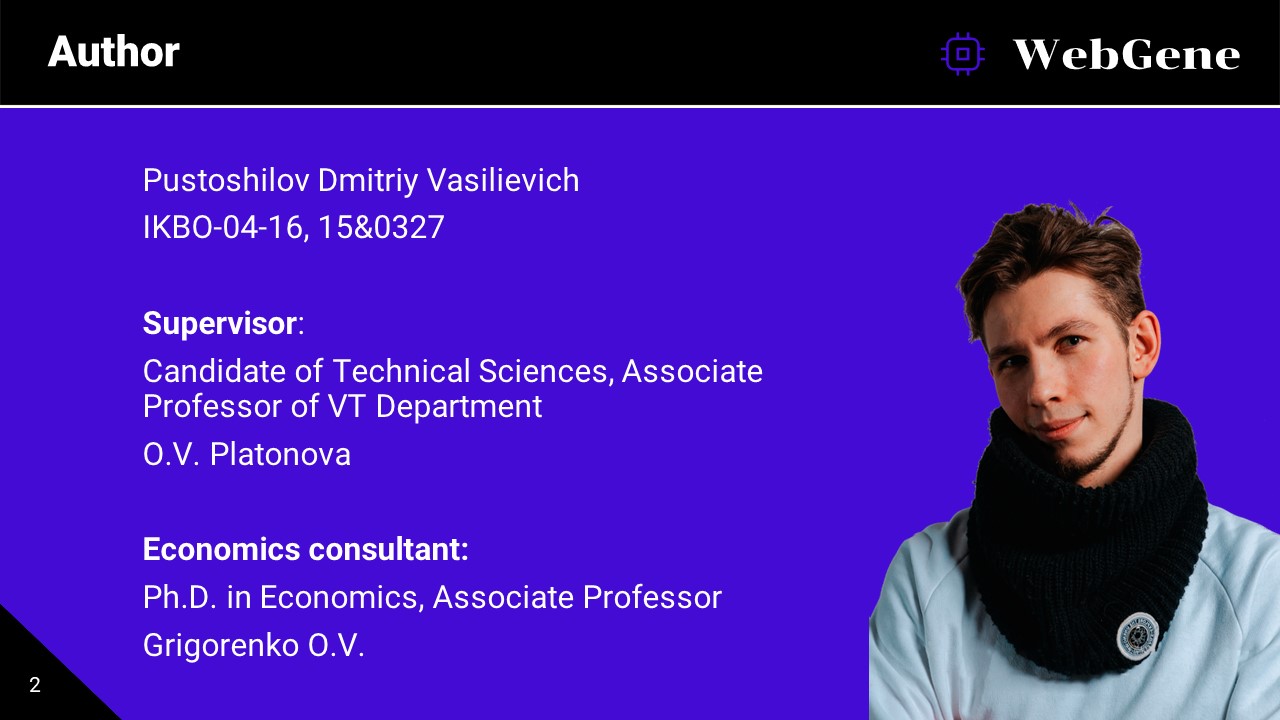 Author
WebGene
Pustoshilov Dmitriy Vasilievich
IKBO-04-16, 15&0327
Supervisor:
Candidate of Technical Sciences, Associate
Professor of VT Department
O.V. Platonova
Economics consultant:
Ph.D. in Economics, Associate Professor
Grigorenko O.V.
2